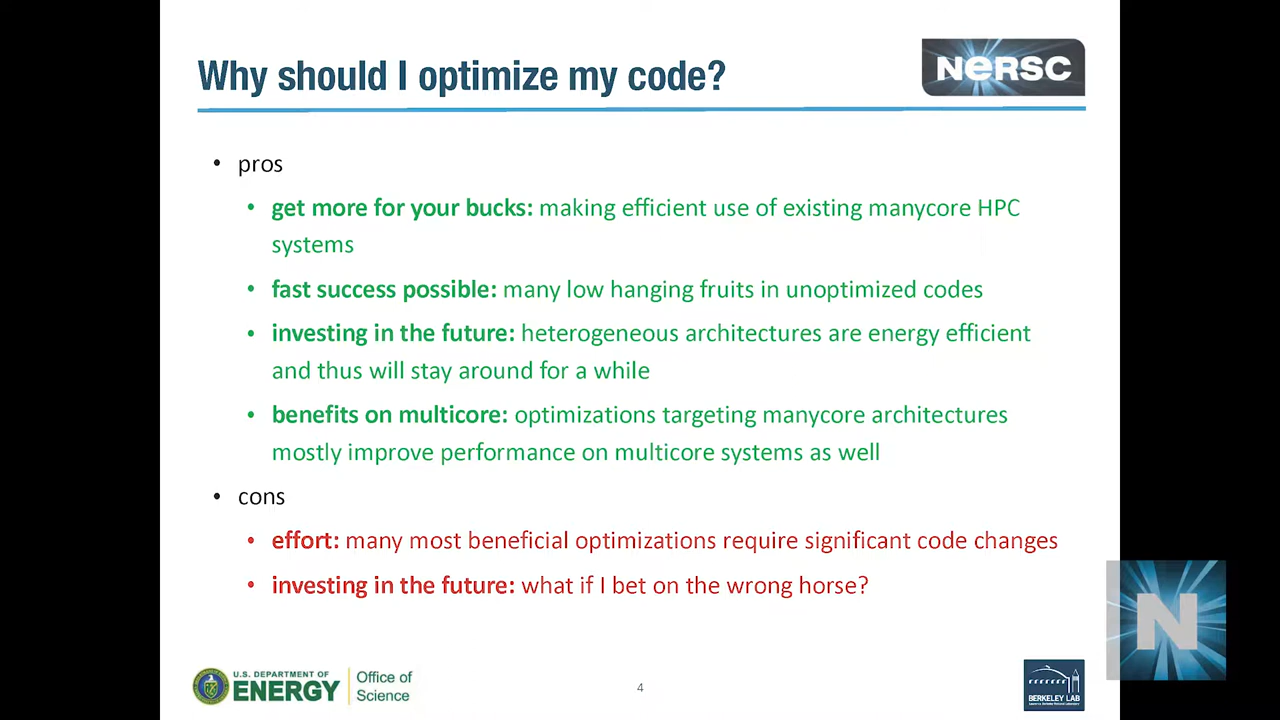 Why should I optimize my code?
NERSC
• pros
• get more for your bucks: making efficient use of existing manycore HPC
systems
• fast success possible: many low hanging fruits in unoptimized codes
• investing in the future: heterogeneous architectures are energy efficient
and thus will stay around for a while
• benefits on multicore: optimizations targeting manycore architectures
mostly improve performance on multicore systems as well
• cons
• effort: many most beneficial optimizations require significant code changes
• investing in the future: what if I bet on the wrong horse?
N
U.S. DEPARTMENT OF
ENERGY
Office of
Science
4
BERKELEY LAB